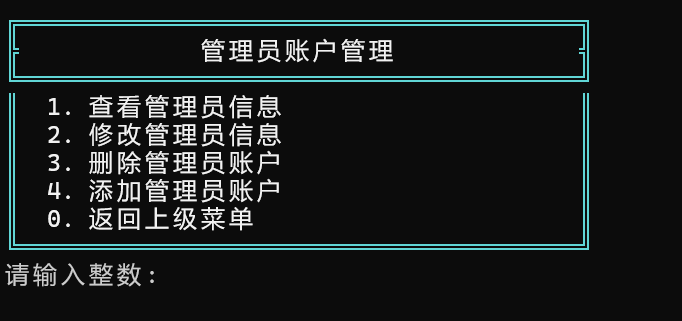 管理员账户管理
1. 查看管理员信息
2. 修改管理员信息
3. 删除管理员账户
4. 添加管理员账户
0. 返回上级菜单
请输入整数: